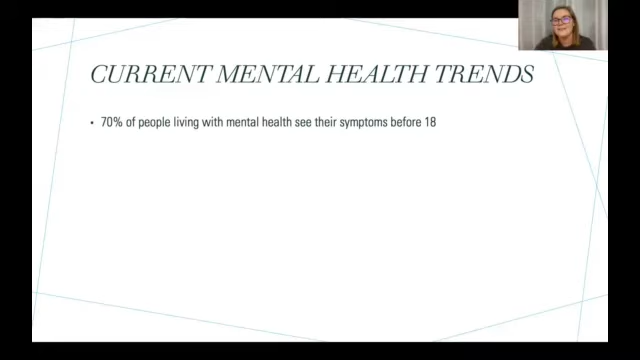 CURRENT MENTAL HEALTH TRENDS
• 70% of people living with mental health see their symptoms before 18